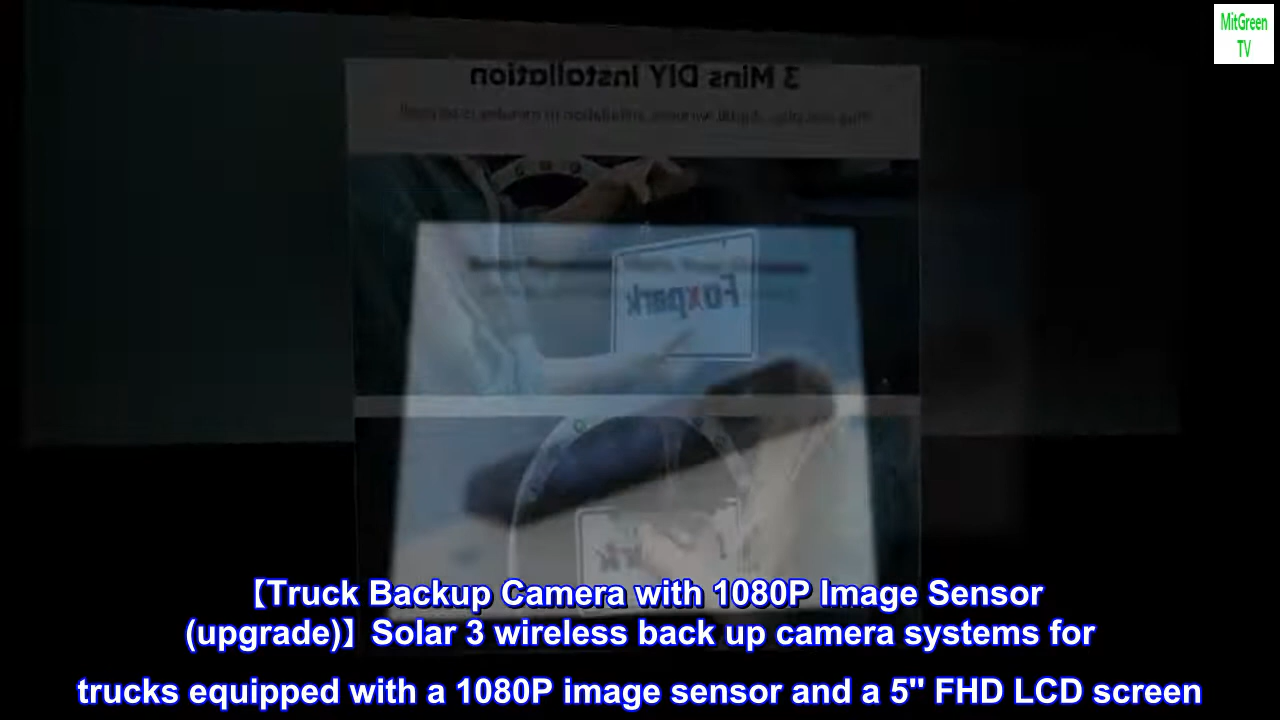 MitGreen
TV
3 Mins DIY Installation
Foxpark
【Truck Backup Camera with 1080P Image Sensor
(upgrade)】Solar 3 wireless back up camera systems for
trucks equipped with a 1080P image sensor and a 5'' FHD LCD screen